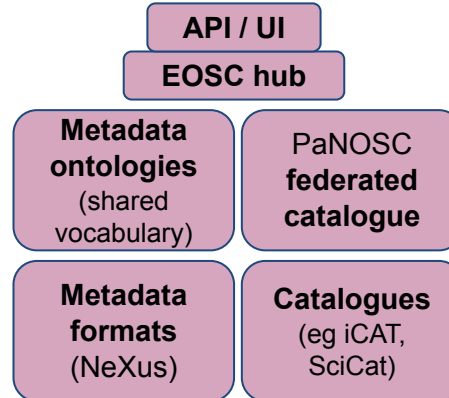 API / UI
EOSC hub
Metadata
ontologies
(shared
vocabulary)
PaNOSC
federated
catalogue
Metadata
formats
(NeXus)
Catalogues
(eg iCAT,
SciCat)